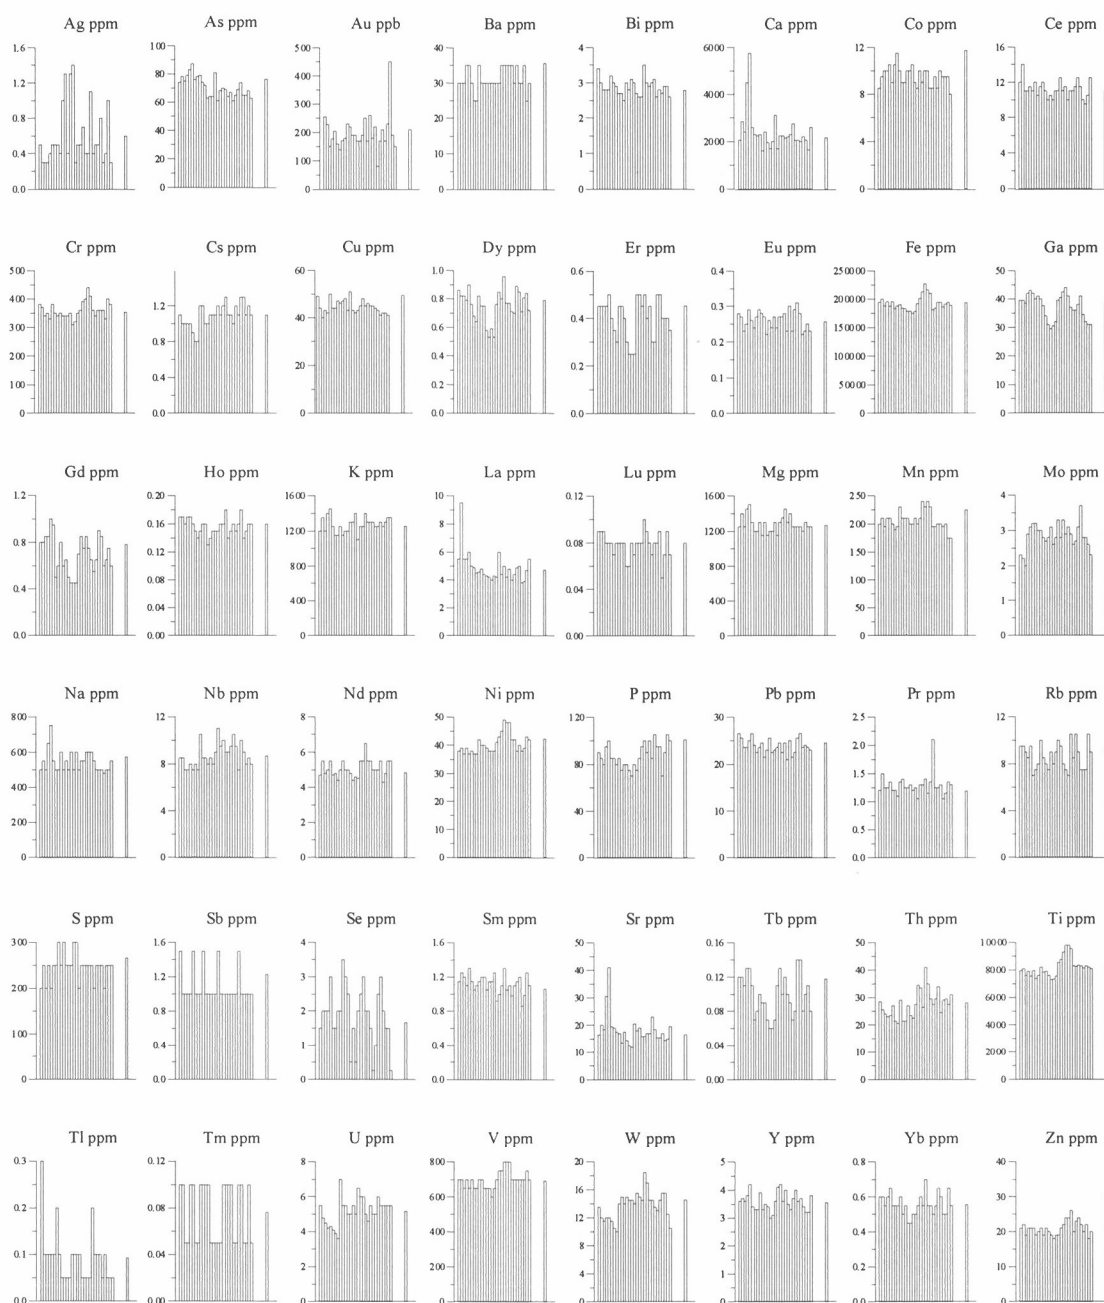 Ag ppm
1.6 1.2 0.8 0.4 0.0
As ppm
100 80 60 40 20 0
Au ppb
500 400 300 200 100 0
Ba ppm
40 30 20 10 0
Bi ppm
4 3 2 1 0
Ca ppm
6000 4000 2000 0
Co ppm
12 8 4 0
Ce ppm
16 12 8 4 0
Cr ppm
500 400 300 200 100 0
Cs ppm
1.2 0.8 0.4 0.0
Cu ppm
60 40 20 0
Dy ppm
1.0 0.8 0.6 0.4 0.2 0.0
Er ppm
0.6 0.4 0.2 0.0
Eu ppm
0.4 0.3 0.2 0.1 0.0
Fe ppm
250000 200000 150000 100000 50000 0
Ga ppm
50 40 30 20 10 0
Gd ppm
1.2 0.8 0.4 0.0
Ho ppm
0.20 0.16 0.12 0.08 0.04 0.00
K ppm
1600 1200 800 400 0
La ppm
10 8 6 4 2 0
Lu ppm
0.12 0.08 0.04 0.00
Mg ppm
1600 1200 800 400 0
Mn ppm
250 200 150 100 50 0
Mo ppm
4 3 2 1 0
Na ppm
800 600 400 200 0
Nb ppm
12 8 4 0
Nd ppm
8 6 4 2 0
Ni ppm
50 40 30 20 10 0
P ppm
120 80 40 0
Pb ppm
30 20 10 0
Pr ppm
2.5 2.0 1.5 1.0 0.5 0.0
Rb ppm
12 8 4 0
S ppm
300 200 100 0
Sb ppm
1.6 1.2 0.8 0.4 0.0
Se ppm
4 3 2 1 0
Sm ppm
1.6 1.2 0.8 0.4 0.0
Sr ppm
50 40 30 20 10 0
Tb ppm
0.16 0.12 0.08 0.04 0.00
Th ppm
50 40 30 20 10 0
Ti ppm
10000 8000 6000 4000 2000 0
Tl ppm
0.3 0.2 0.1 0.0
Tm ppm
0.12 0.08 0.04 0.00
U ppm
8 6 4 2 0
V ppm
800 600 400 200 0
W ppm
20 16 12 8 4 0
Y ppm
5 4 3 2 1 0
Yb ppm
0.8 0.6 0.4 0.2 0.0
Zn ppm
40 30 20 10 0